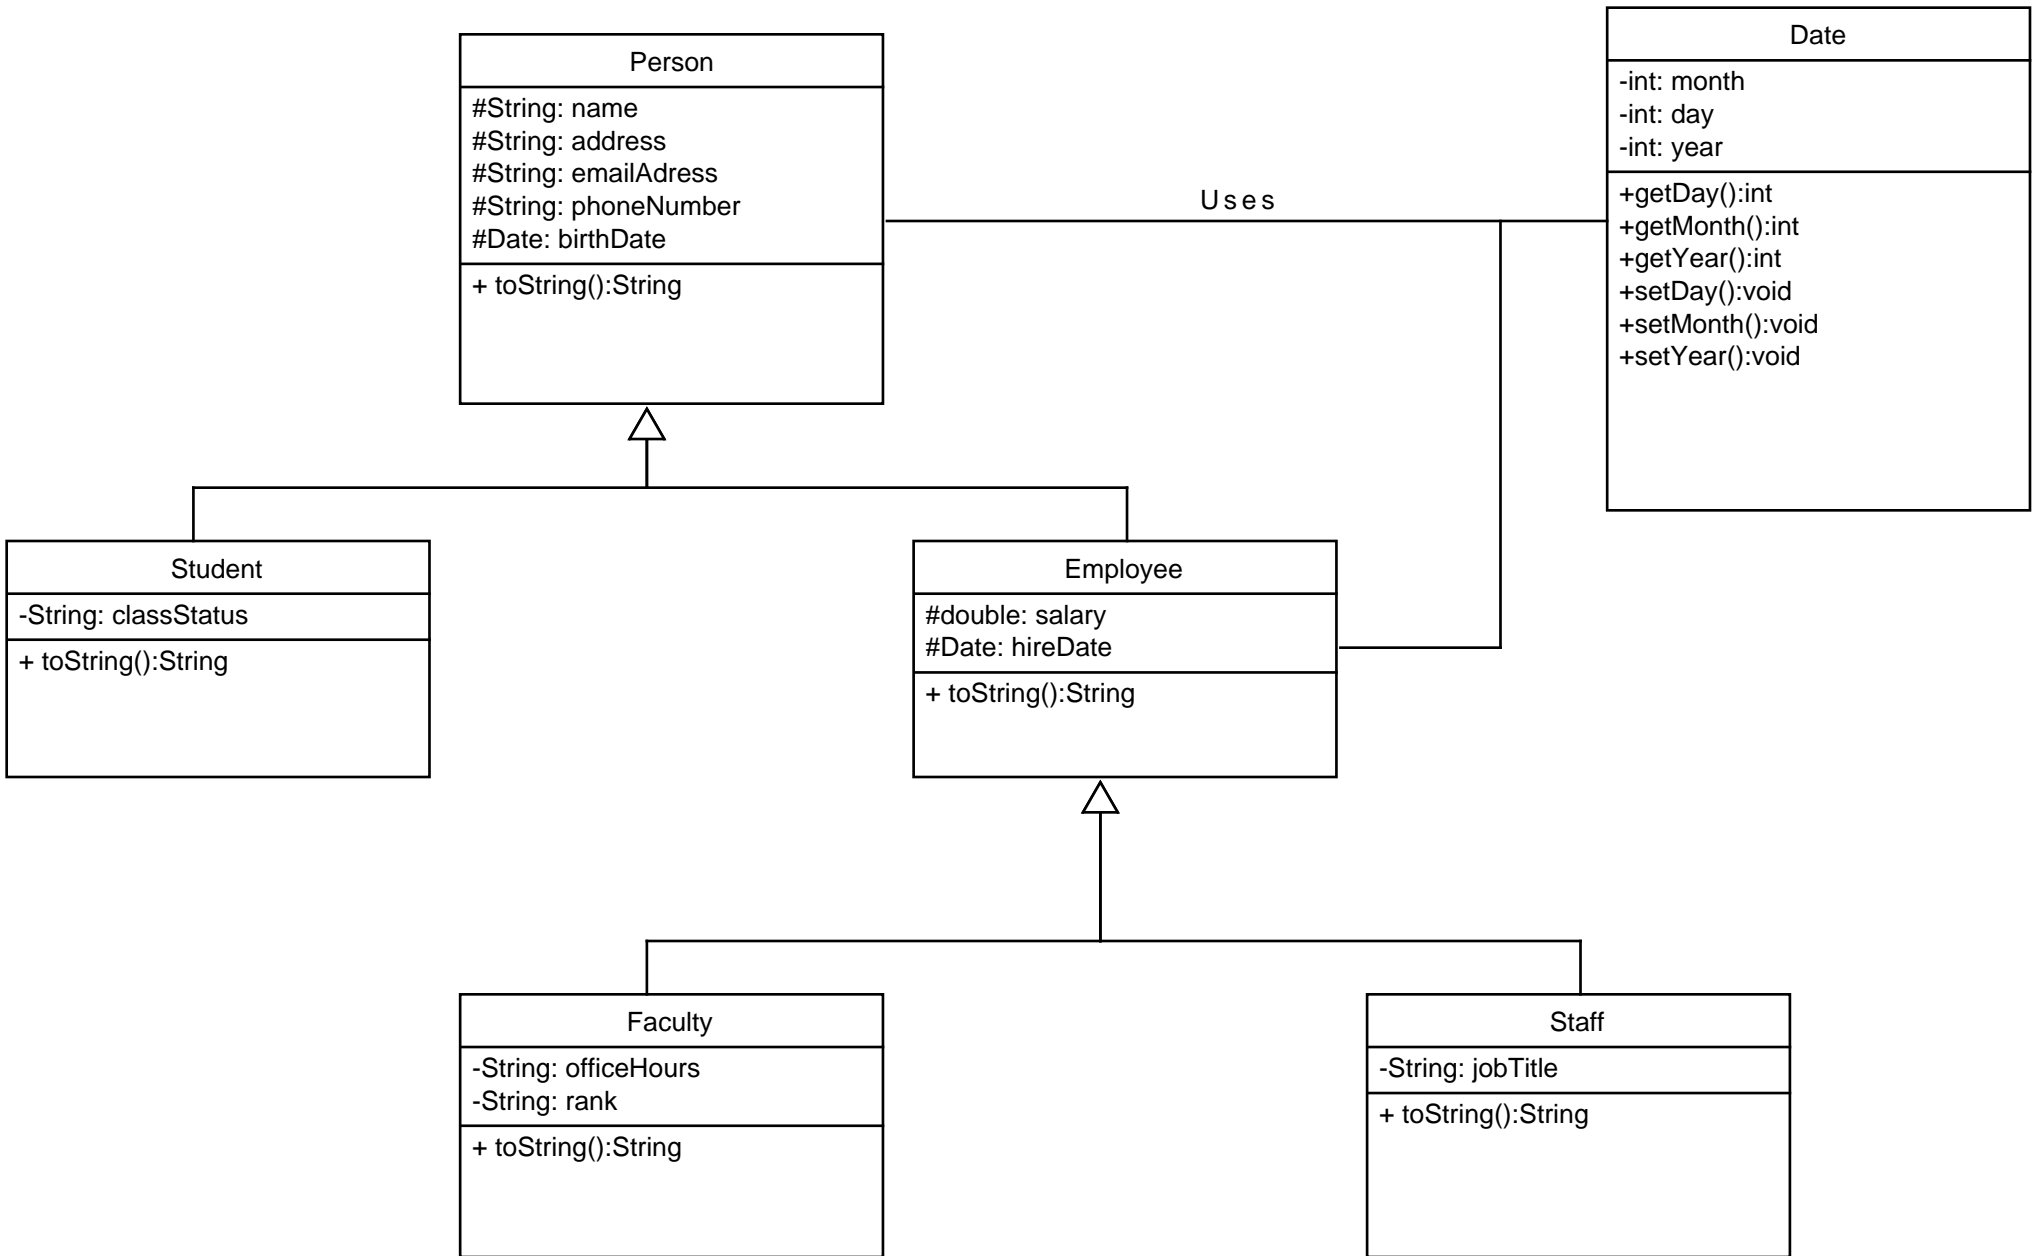 Person
#String: name
#String: address
#String: emailAdress
#String: phoneNumber
#Date: birthDate
+ toString():String
Uses
Date
-int: month
-int: day
-int: year
+getDay():int
+getMonth():int
+getYear():int
+setDay():void
+setMonth():void
+setYear():void
Student
-String: classStatus
+ toString():String
Employee
#double: salary
#Date: hireDate
+ toString():String
Faculty
-String: officeHours
-String: rank
+ toString():String
Staff
-String: jobTitle
+ toString():String